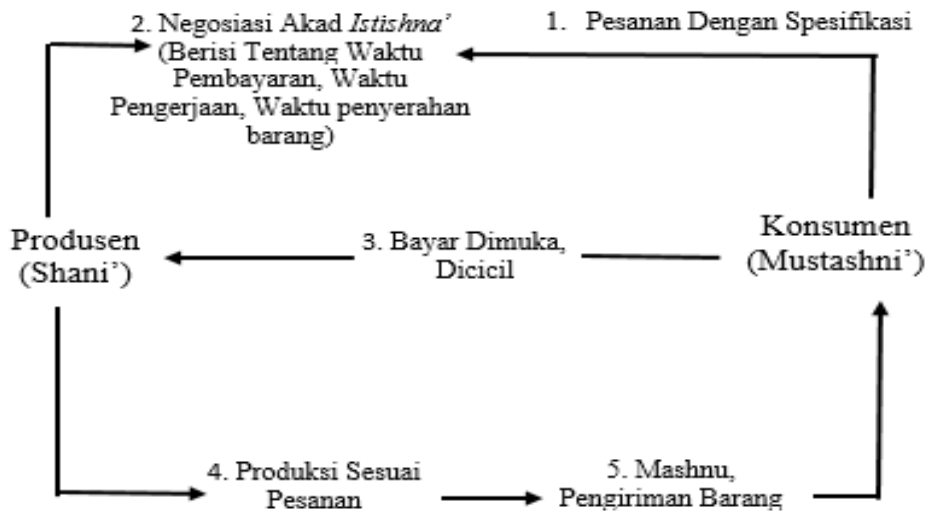 2. Negosiasi Akad Istishna’
(Berisi Tentang Waktu
Pembayaran, Waktu
Pengerjaan, Waktu penyerahan
barang)
1. Pesanan Dengan Spesifikasi
Produsen
(Shani’)
3. Bayar Dimuka,
Dicicil
Konsumen
(Mustashni’)
4. Produksi Sesuai
Pesanan
5. Mashnu,
Pengiriman Barang